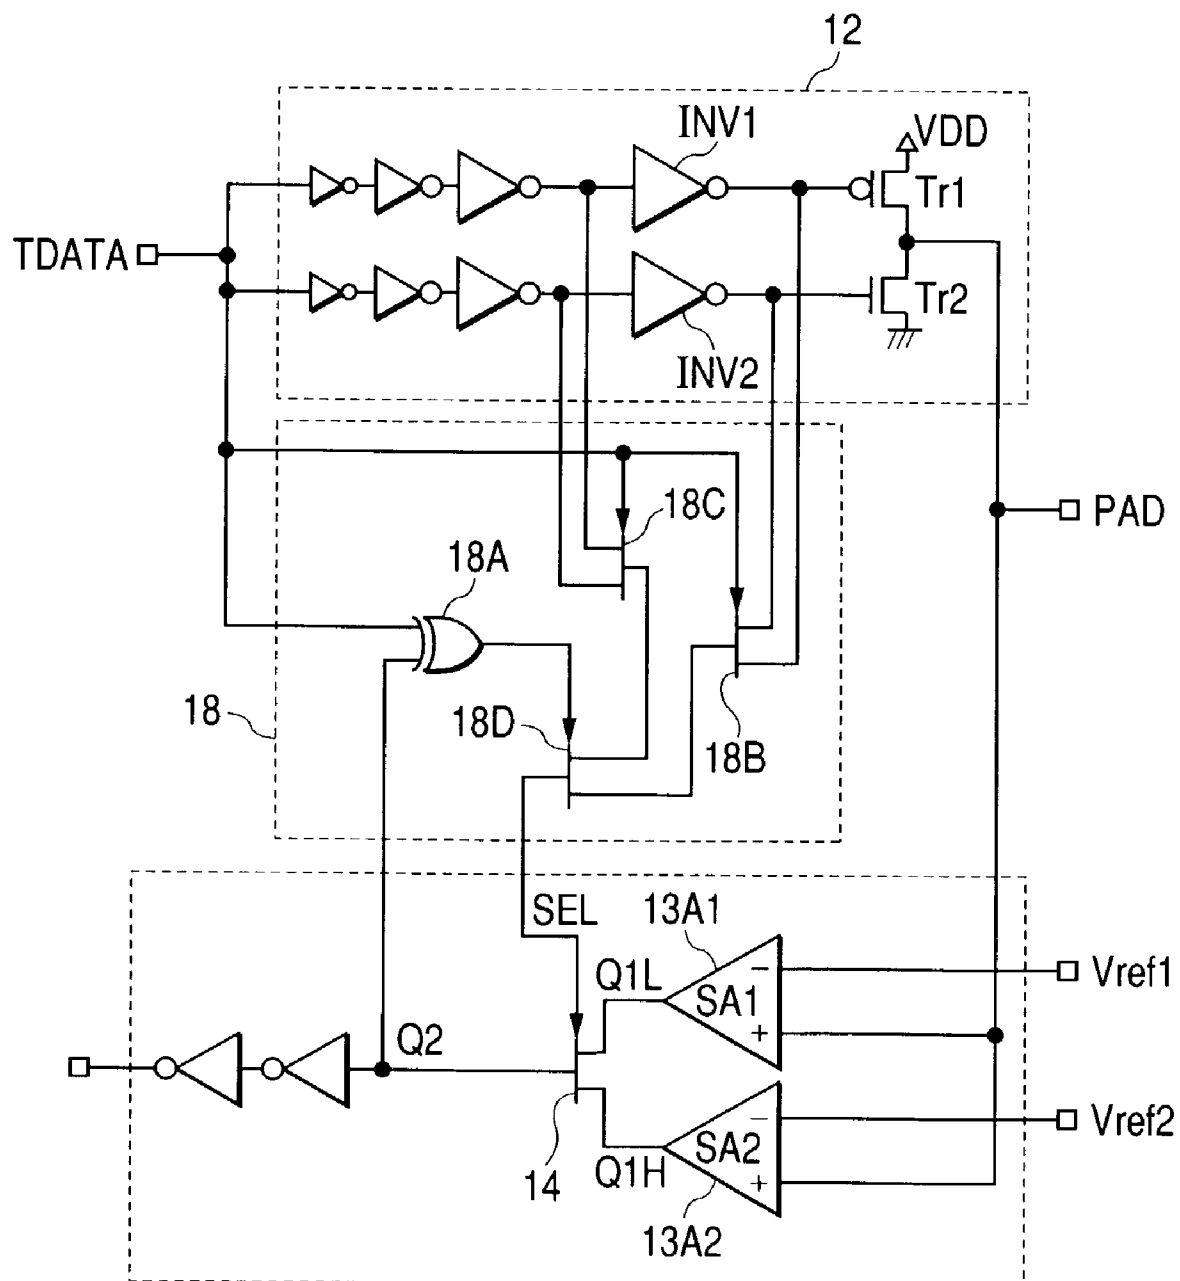 12
INV1
VDD
Tr1
TDATA
Tr2
INV2
18C
PAD
18A
18
18D
18B
SEL
13A1
Q1L
−
Vref1
SA1
Q2
+
−
Vref2
SA2
14
Q1H
+
13A2